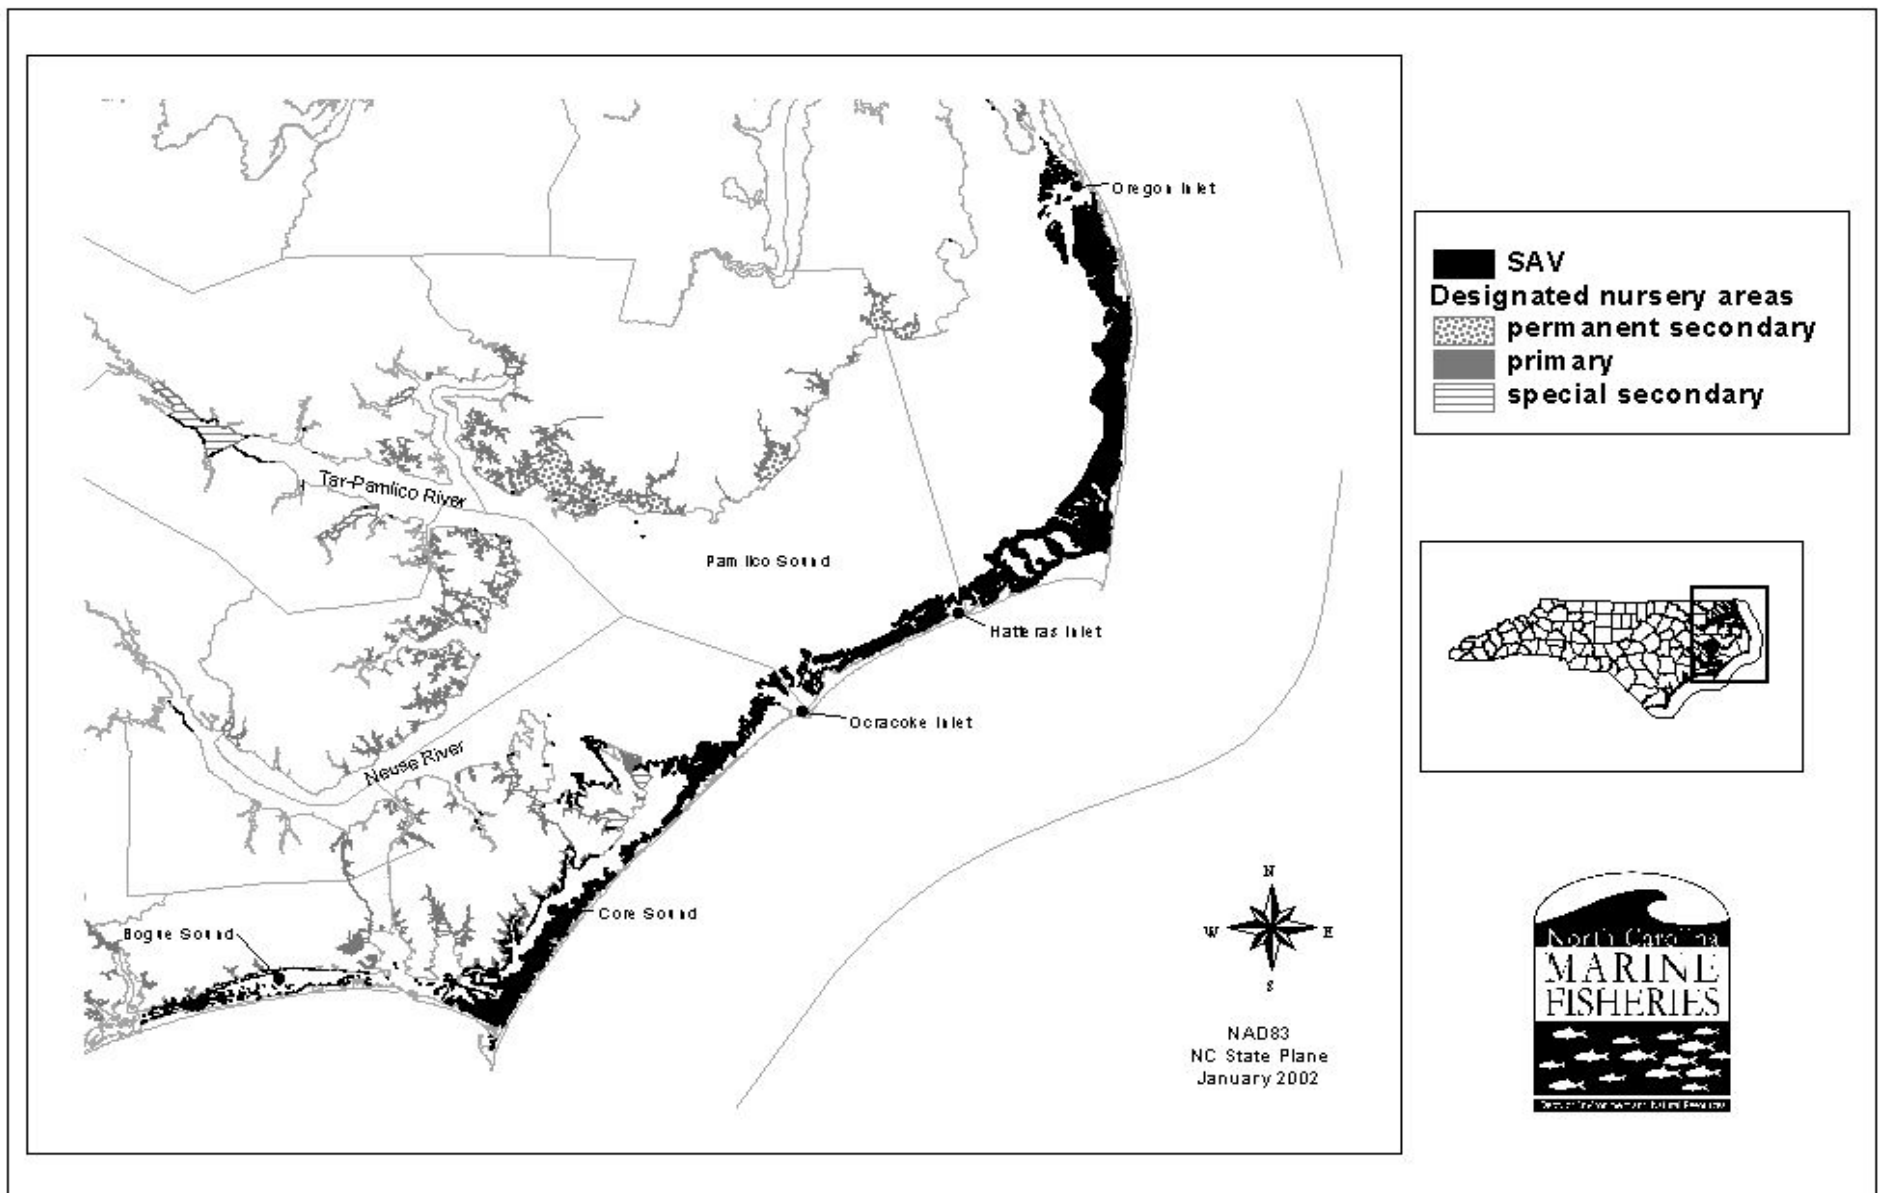 Oregon Inlet
SAV
Designated nursery areas
permanent secondary
primary
special secondary
Tar-Pamlico River
Pamlico Sound
Hatteras Inlet
Ocracoke Inlet
Neuse River
Core Sound
Bogue Sound
N
W E
S
NAD83
NC State Plane
January 2002
North Carolina
MARINE
FISHERIES